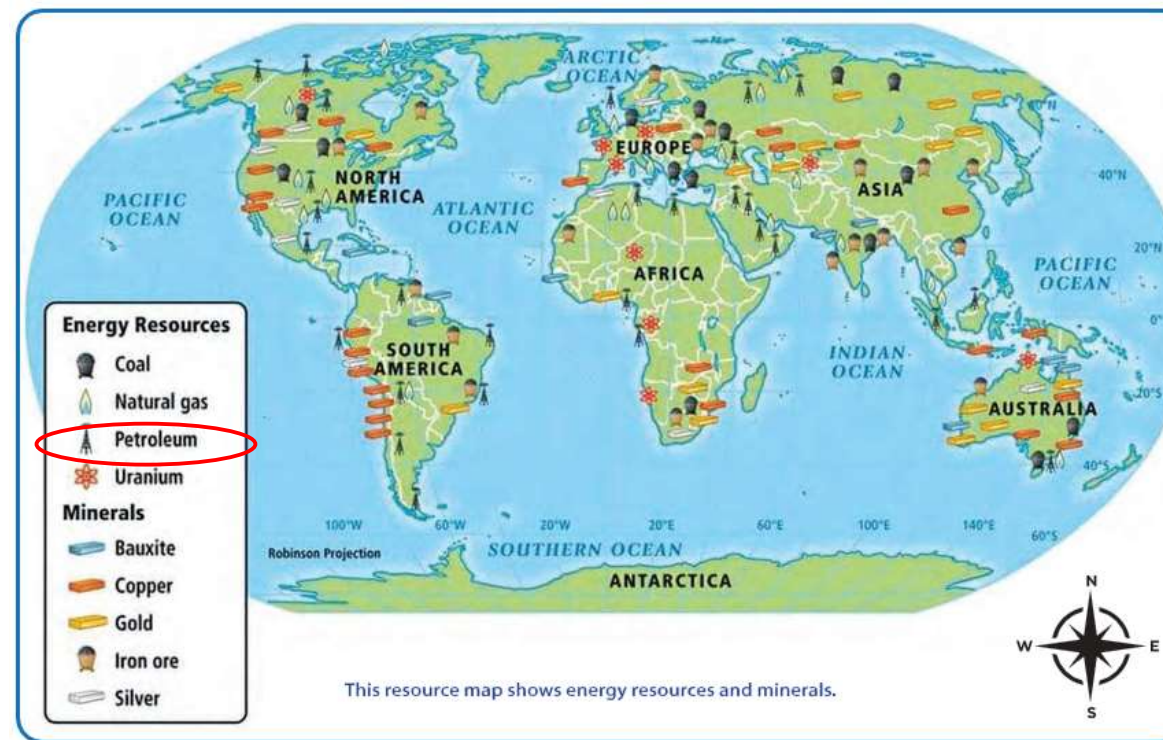 ARCTIC
OCEAN
60°N
EUROPE
NORTH
AMERICA
ASIA
40°N
PACIFIC
OCEAN
ATLANTIC
OCEAN
20°N
AFRICA
PACIFIC
OCEAN
0°
SOUTH
AMERICA
INDIAN
OCEAN
AUSTRALIA
20°S
40°S
100°W
60°W
20°W
20°E
60°E
100°E
140°E
60°S
Robinson Projection
SOUTHERN OCEAN
ANTARCTICA
Energy Resources
Coal
Natural gas
Petroleum
Uranium
Minerals
Bauxite
Copper
Gold
Iron ore
Silver
This resource map shows energy resources and minerals.
N
W
E
S